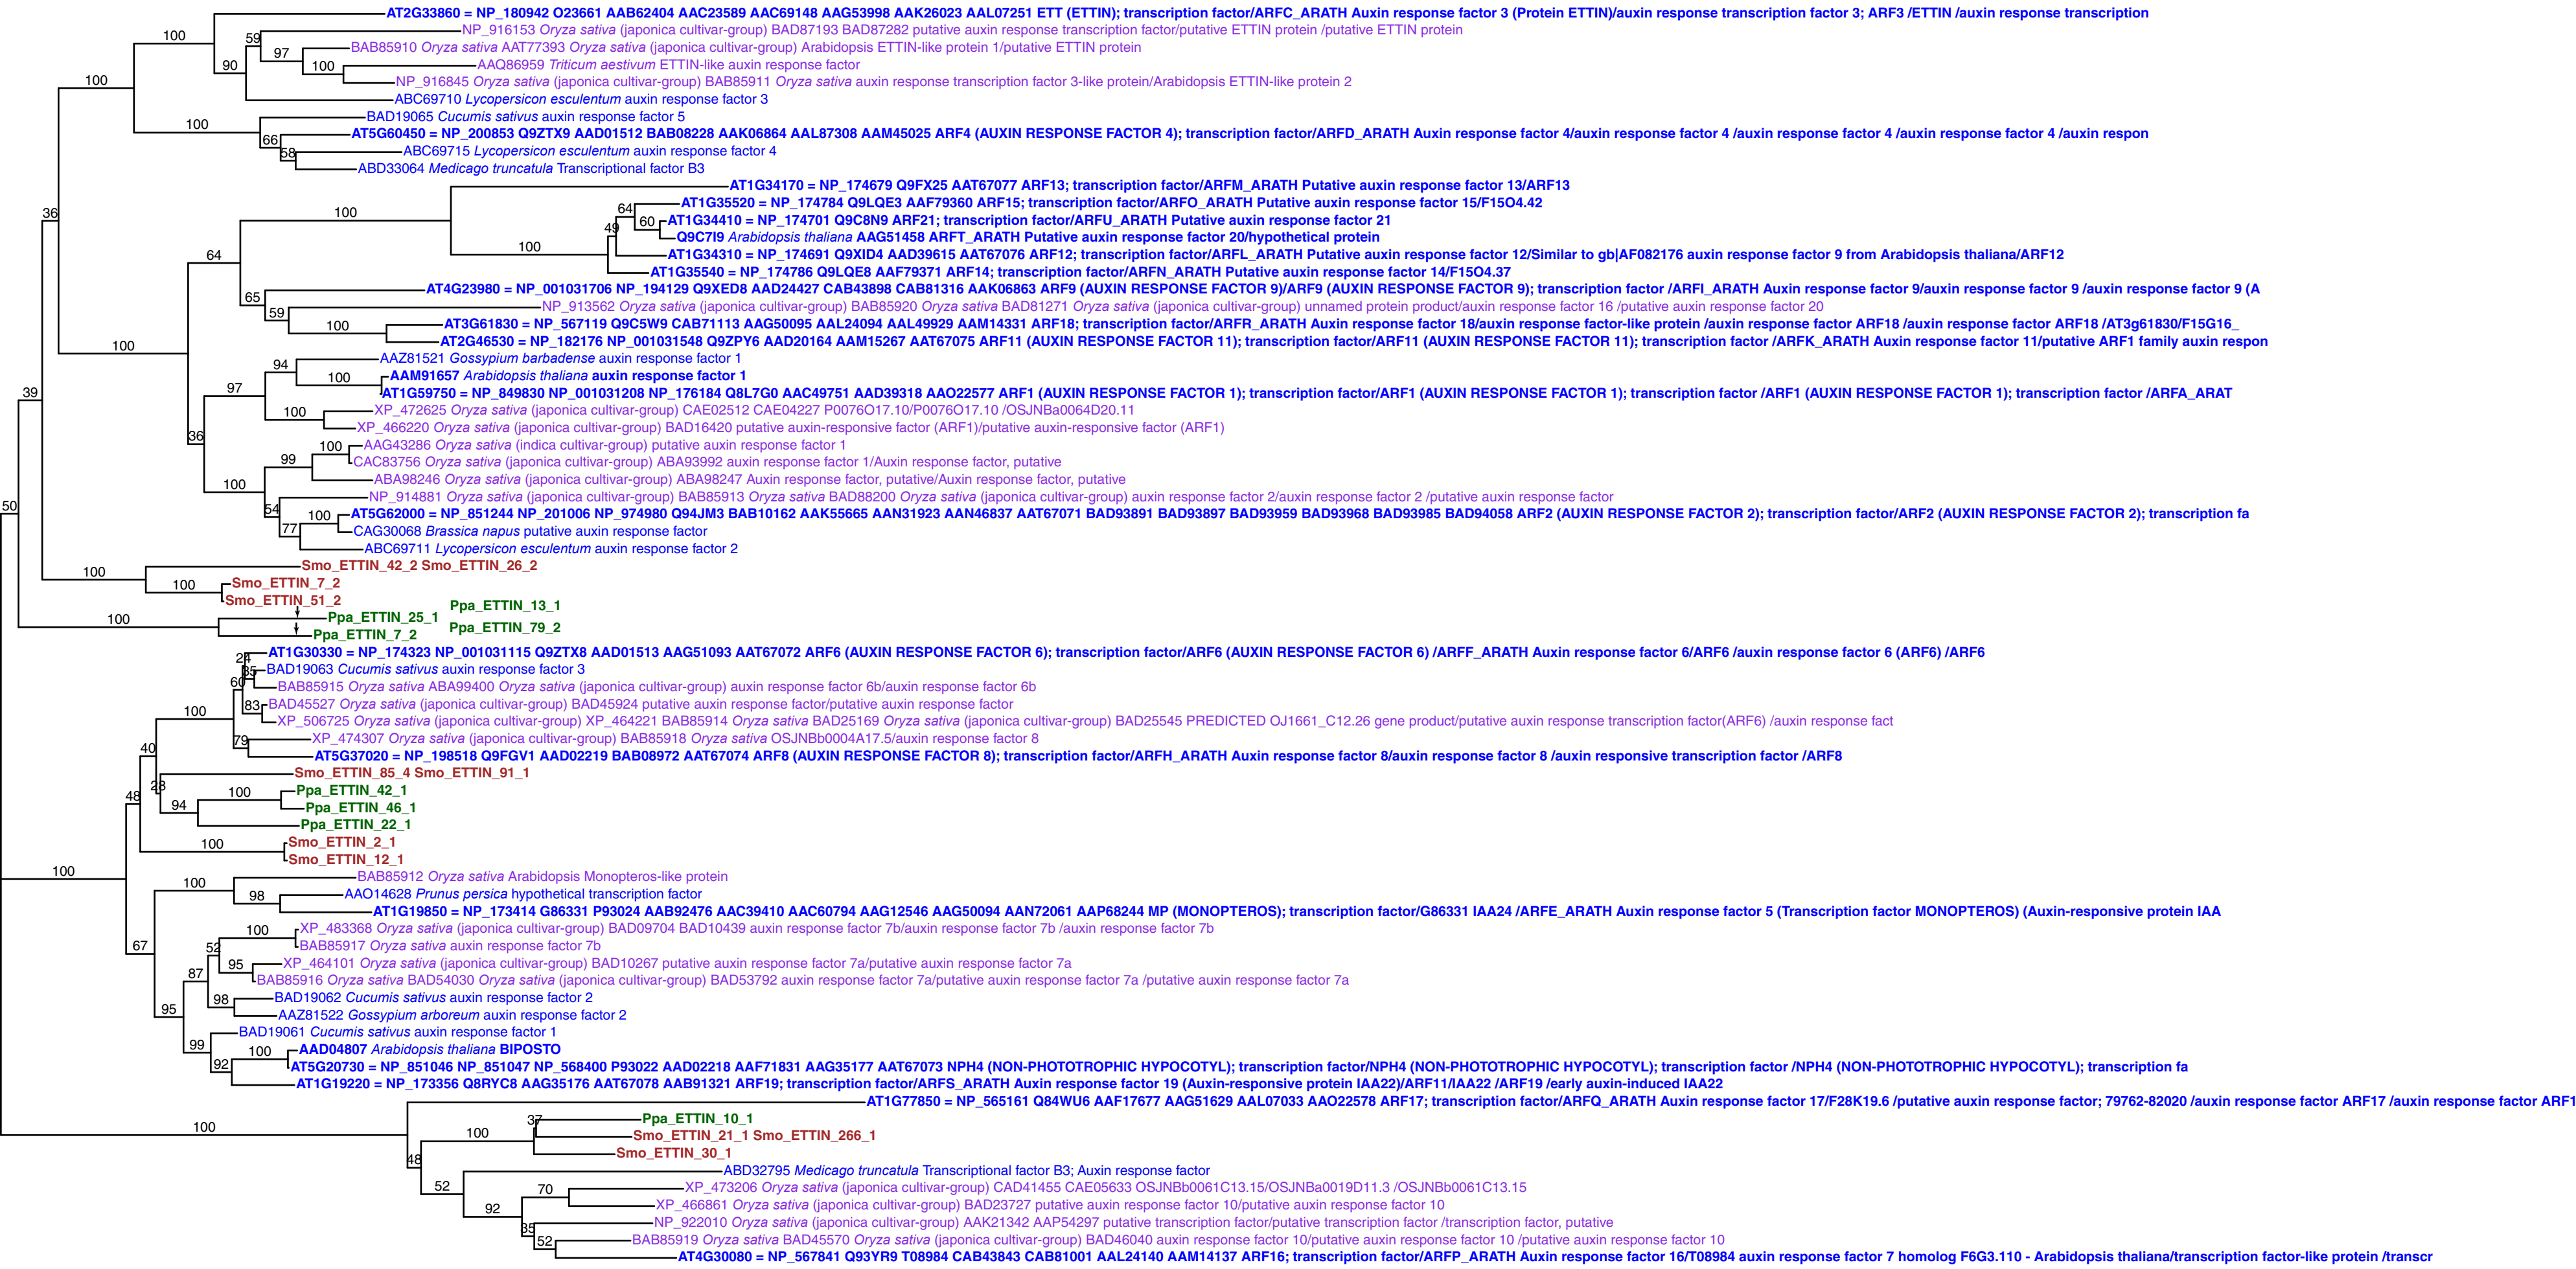 AT2G33860 = NP_180942 O23661 AAB62404 AAC23589 AAC69148 AAG53998 AAK26023 AAL07251 ETT (ETTIN); transcription factor/ARFC_ARATH Auxin response factor 3 (Protein ETTIN)/auxin response transcription factor 3; ARF3 /ETTIN /auxin response transcription
100
NP_916153 Oryza sativa (japonica cultivar-group) BAD87193 BAD87282 putative auxin response transcription factor/putative ETTIN protein /putative ETTIN protein
59
BAB85910 Oryza sativa AAT77393 Oryza sativa (japonica cultivar-group) Arabidopsis ETTIN-like protein 1/putative ETTIN protein
97
90
100
AAQ86959 Triticum aestivum ETTIN-like auxin response factor
100
NP_916845 Oryza sativa (japonica cultivar-group) BAB85911 Oryza sativa auxin response transcription factor 3-like protein/Arabidopsis ETTIN-like protein 2
ABC69710 Lycopersicon esculentum auxin response factor 3
BAD19065 Cucumis sativus auxin response factor 5
100
AT5G60450 = NP_200853 Q9ZTX9 AAD01512 BAB08228 AAK06864 AAL87308 AAM45025 ARF4 (AUXIN RESPONSE FACTOR 4); transcription factor/ARFD_ARATH Auxin response factor 4/auxin response factor 4 /auxin response factor 4 /auxin response factor 4 /auxin respon
66
58
ABC69715 Lycopersicon esculentum auxin response factor 4
ABD33064 Medicago truncatula Transcriptional factor B3
AT1G34170 = NP_174679 Q9FX25 AAT67077 ARF13; transcription factor/ARFM_ARATH Putative auxin response factor 13/ARF13
AT1G35520 = NP_174784 Q9LQE3 AAF79360 ARF15; transcription factor/ARFO_ARATH Putative auxin response factor 15/F15O4.42
36
100
64
60
AT1G34410 = NP_174701 Q9C8N9 ARF21; transcription factor/ARFU_ARATH Putative auxin response factor 21
49
Q9C7I9 Arabidopsis thaliana AAG51458 ARFT_ARATH Putative auxin response factor 20/hypothetical protein
100
64
AT1G34310 = NP_174691 Q9XID4 AAD39615 AAT67076 ARF12; transcription factor/ARFL_ARATH Putative auxin response factor 12/Similar to gb|AF082176 auxin response factor 9 from Arabidopsis thaliana/ARF12
AT1G35540 = NP_174786 Q9LQE8 AAF79371 ARF14; transcription factor/ARFN_ARATH Putative auxin response factor 14/F15O4.37
AT4G23980 = NP_001031706 NP_194129 Q9XED8 AAD24427 CAB43898 CAB81316 AAK06863 ARF9 (AUXIN RESPONSE FACTOR 9)/ARF9 (AUXIN RESPONSE FACTOR 9); transcription factor /ARFI_ARATH Auxin response factor 9/auxin response factor 9 /auxin response factor 9 (A
65
NP_913562 Oryza sativa (japonica cultivar-group) BAB85920 Oryza sativa BAD81271 Oryza sativa (japonica cultivar-group) unnamed protein product/auxin response factor 16 /putative auxin response factor 20
59
100
AT3G61830 = NP_567119 Q9C5W9 CAB71113 AAG50095 AAL24094 AAL49929 AAM14331 ARF18; transcription factor/ARFR_ARATH Auxin response factor 18/auxin response factor-like protein /auxin response factor ARF18 /auxin response factor ARF18 /AT3g61830/F15G16_
AT2G46530 = NP_182176 NP_001031548 Q9ZPY6 AAD20164 AAM15267 AAT67075 ARF11 (AUXIN RESPONSE FACTOR 11); transcription factor/ARF11 (AUXIN RESPONSE FACTOR 11); transcription factor /ARFK_ARATH Auxin response factor 11/putative ARF1 family auxin respon
100
AAZ81521 Gossypium barbadense auxin response factor 1
94
AAM91657 Arabidopsis thaliana auxin response factor 1
100
97
39
AT1G59750 = NP_849830 NP_001031208 NP_176184 Q8L7G0 AAC49751 AAD39318 AAO22577 ARF1 (AUXIN RESPONSE FACTOR 1); transcription factor/ARF1 (AUXIN RESPONSE FACTOR 1); transcription factor /ARF1 (AUXIN RESPONSE FACTOR 1); transcription factor /ARFA_ARAT
XP_472625 Oryza sativa (japonica cultivar-group) CAE02512 CAE04227 P0076O17.10/P0076O17.10 /OSJNBa0064D20.11
100
XP_466220 Oryza sativa (japonica cultivar-group) BAD16420 putative auxin-responsive factor (ARF1)/putative auxin-responsive factor (ARF1)
36
AAG43286 Oryza sativa (indica cultivar-group) putative auxin response factor 1
100
CAC83756 Oryza sativa (japonica cultivar-group) ABA93992 auxin response factor 1/Auxin response factor, putative
99
ABA98246 Oryza sativa (japonica cultivar-group) ABA98247 Auxin response factor, putative/Auxin response factor, putative
100
NP_914881 Oryza sativa (japonica cultivar-group) BAB85913 Oryza sativa BAD88200 Oryza sativa (japonica cultivar-group) auxin response factor 2/auxin response factor 2 /putative auxin response factor
50
54
AT5G62000 = NP_851244 NP_201006 NP_974980 Q94JM3 BAB10162 AAK55665 AAN31923 AAN46837 AAT67071 BAD93891 BAD93897 BAD93959 BAD93968 BAD93985 BAD94058 ARF2 (AUXIN RESPONSE FACTOR 2); transcription factor/ARF2 (AUXIN RESPONSE FACTOR 2); transcription fa
100
77
CAG30068 Brassica napus putative auxin response factor
ABC69711 Lycopersicon esculentum auxin response factor 2
Smo_ETTIN_42_2 Smo_ETTIN_26_2
100
100
Smo_ETTIN_7_2
Smo_ETTIN_51_2
Ppa_ETTIN_13_1
Ppa_ETTIN_25_1
100
Ppa_ETTIN_79_2
Ppa_ETTIN_7_2
AT1G30330 = NP_174323 NP_001031115 Q9ZTX8 AAD01513 AAG51093 AAT67072 ARF6 (AUXIN RESPONSE FACTOR 6); transcription factor/ARF6 (AUXIN RESPONSE FACTOR 6) /ARFF_ARATH Auxin response factor 6/ARF6 /auxin response factor 6 (ARF6) /ARF6
24
BAD19063 Cucumis sativus auxin response factor 3
60
BAB85915 Oryza sativa ABA99400 Oryza sativa (japonica cultivar-group) auxin response factor 6b/auxin response factor 6b
83
BAD45527 Oryza sativa (japonica cultivar-group) BAD45924 putative auxin response factor/putative auxin response factor
100
XP_506725 Oryza sativa (japonica cultivar-group) XP_464221 BAB85914 Oryza sativa BAD25169 Oryza sativa (japonica cultivar-group) BAD25545 PREDICTED OJ1661_C12.26 gene product/putative auxin response transcription factor(ARF6) /auxin response fact
79
XP_474307 Oryza sativa (japonica cultivar-group) BAB85918 Oryza sativa OSJNBb0004A17.5/auxin response factor 8
40
AT5G37020 = NP_198518 Q9FGV1 AAD02219 BAB08972 AAT67074 ARF8 (AUXIN RESPONSE FACTOR 8); transcription factor/ARFH_ARATH Auxin response factor 8/auxin response factor 8 /auxin responsive transcription factor /ARF8
Smo_ETTIN_85_4 Smo_ETTIN_91_1
28
100
Ppa_ETTIN_42_1
48
94
Ppa_ETTIN_46_1
Ppa_ETTIN_22_1
Smo_ETTIN_2_1
100
Smo_ETTIN_12_1
100
BAB85912 Oryza sativa Arabidopsis Monopteros-like protein
100
AAO14628 Prunus persica hypothetical transcription factor
98
AT1G19850 = NP_173414 G86331 P93024 AAB92476 AAC39410 AAC60794 AAG12546 AAG50094 AAN72061 AAP68244 MP (MONOPTEROS); transcription factor/G86331 IAA24 /ARFE_ARATH Auxin response factor 5 (Transcription factor MONOPTEROS) (Auxin-responsive protein IAA
XP_483368 Oryza sativa (japonica cultivar-group) BAD09704 BAD10439 auxin response factor 7b/auxin response factor 7b /auxin response factor 7b
100
67
52
BAB85917 Oryza sativa auxin response factor 7b
95
XP_464101 Oryza sativa (japonica cultivar-group) BAD10267 putative auxin response factor 7a/putative auxin response factor 7a
87
BAB85916 Oryza sativa BAD54030 Oryza sativa (japonica cultivar-group) BAD53792 auxin response factor 7a/putative auxin response factor 7a /putative auxin response factor 7a
98
BAD19062 Cucumis sativus auxin response factor 2
95
AAZ81522 Gossypium arboreum auxin response factor 2
BAD19061 Cucumis sativus auxin response factor 1
99
100
AAD04807 Arabidopsis thaliana BIPOSTO
92
AT5G20730 = NP_851046 NP_851047 NP_568400 P93022 AAD02218 AAF71831 AAG35177 AAT67073 NPH4 (NON-PHOTOTROPHIC HYPOCOTYL); transcription factor/NPH4 (NON-PHOTOTROPHIC HYPOCOTYL); transcription factor /NPH4 (NON-PHOTOTROPHIC HYPOCOTYL); transcription fa
AT1G19220 = NP_173356 Q8RYC8 AAG35176 AAT67078 AAB91321 ARF19; transcription factor/ARFS_ARATH Auxin response factor 19 (Auxin-responsive protein IAA22)/ARF11/IAA22 /ARF19 /early auxin-induced IAA22
AT1G77850 = NP_565161 Q84WU6 AAF17677 AAG51629 AAL07033 AAO22578 ARF17; transcription factor/ARFQ_ARATH Auxin response factor 17/F28K19.6 /putative auxin response factor; 79762-82020 /auxin response factor ARF17 /auxin response factor ARF1
37
Ppa_ETTIN_10_1
100
100
Smo_ETTIN_21_1 Smo_ETTIN_266_1
Smo_ETTIN_30_1
48
ABD32795 Medicago truncatula Transcriptional factor B3; Auxin response factor
52
70
XP_473206 Oryza sativa (japonica cultivar-group) CAD41455 CAE05633 OSJNBb0061C13.15/OSJNBa0019D11.3 /OSJNBb0061C13.15
92
XP_466861 Oryza sativa (japonica cultivar-group) BAD23727 putative auxin response factor 10/putative auxin response factor 10
35
NP_922010 Oryza sativa (japonica cultivar-group) AAK21342 AAP54297 putative transcription factor/putative transcription factor /transcription factor, putative
52
BAB85919 Oryza sativa BAD45570 Oryza sativa (japonica cultivar-group) BAD46040 auxin response factor 10/putative auxin response factor 10 /putative auxin response factor 10
AT4G30080 = NP_567841 Q93YR9 T08984 CAB43843 CAB81001 AAL24140 AAM14137 ARF16; transcription factor/ARFP_ARATH Auxin response factor 16/T08984 auxin response factor 7 homolog F6G3.110 - Arabidopsis thaliana/transcription factor-like protein /transcr